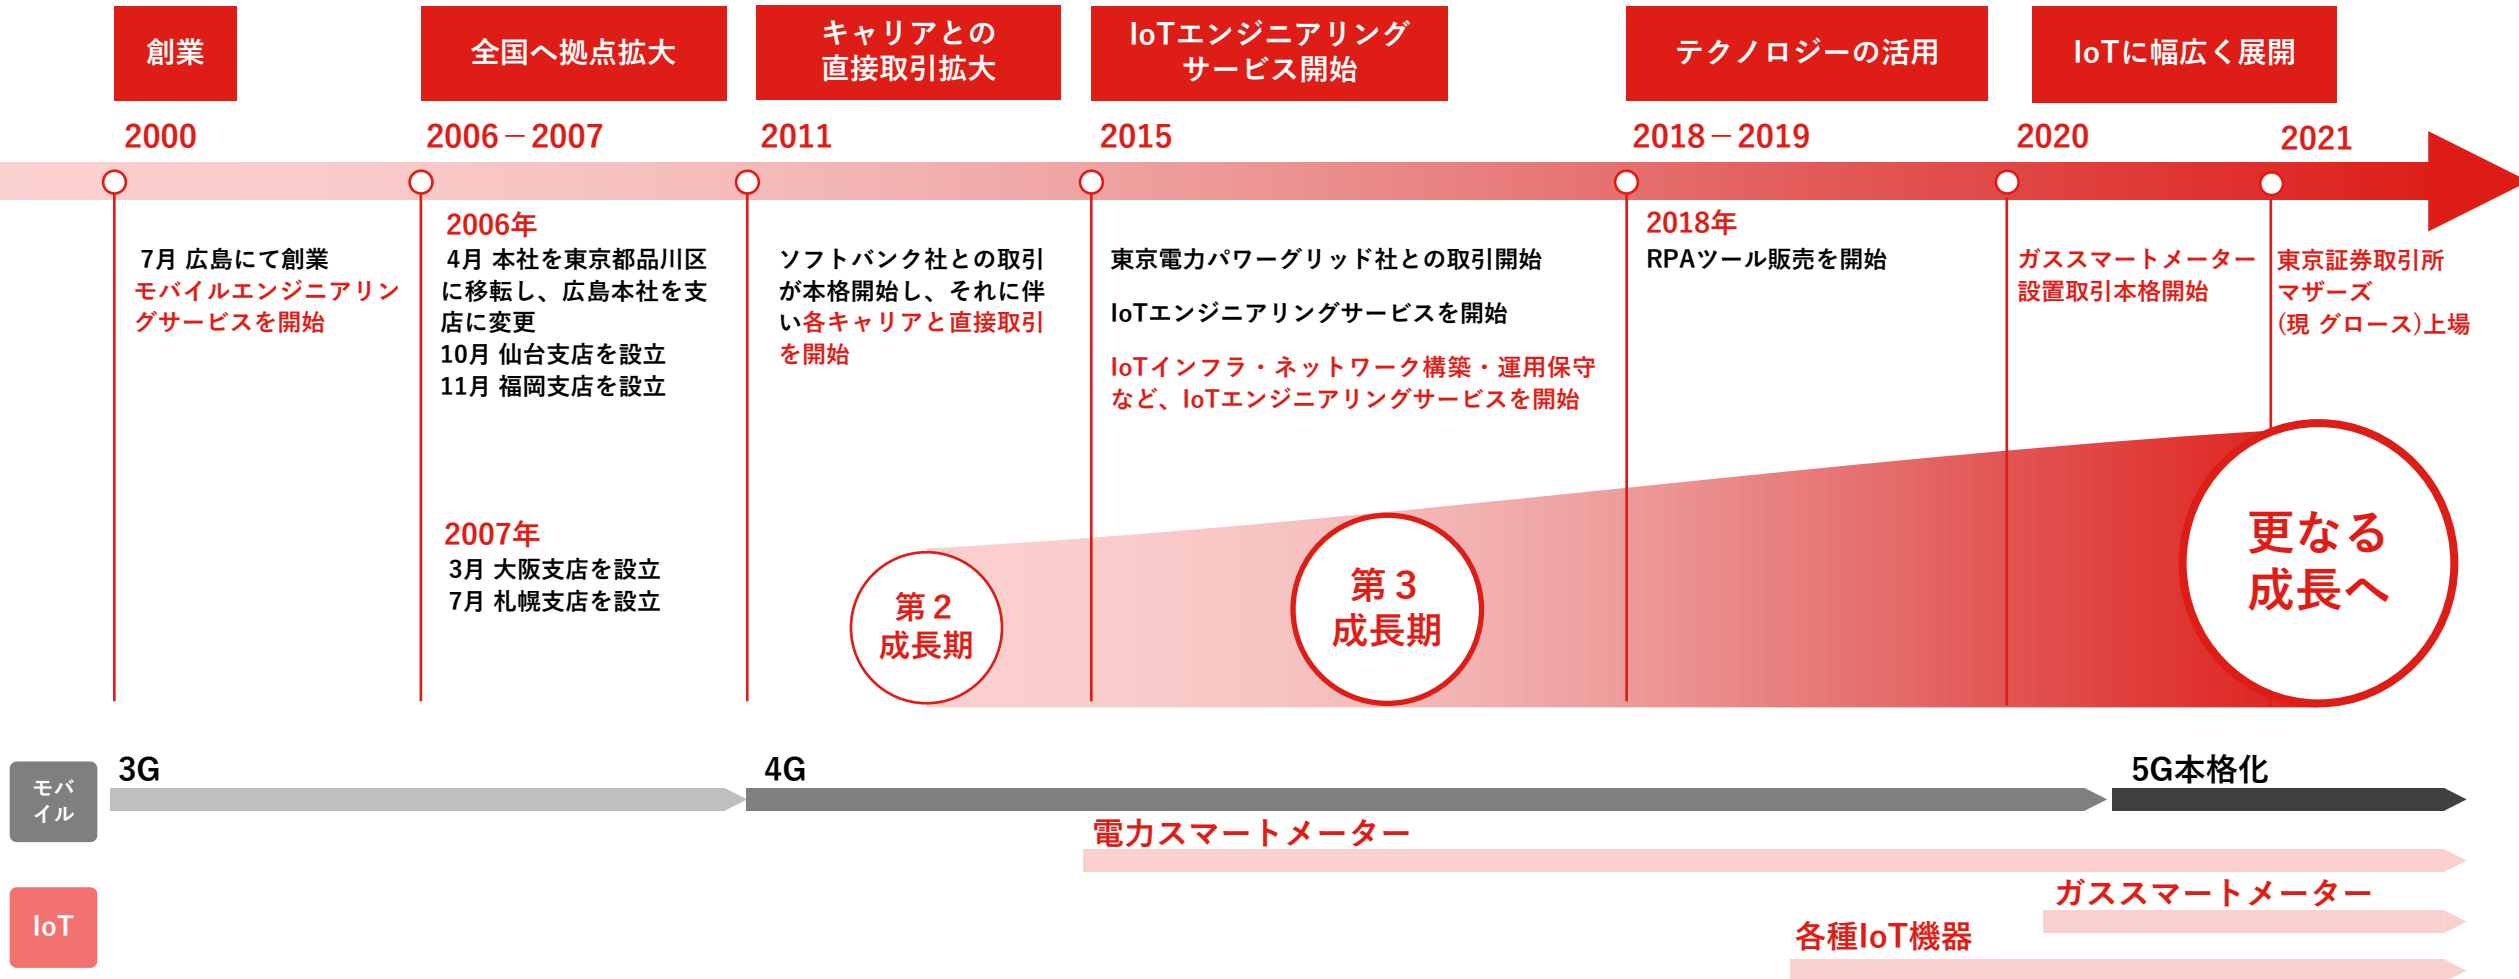 創業
全国へ拠点拡大
キャリアとの
直接取引拡大
IoTエンジニアリング
サービス開始
テクノロジーの活用
IoTに幅広く展開
2000
2006－2007
2011
2015
2018－2019
2020
2021
7月 広島にて創業
モバイルエンジニアリン
グサービスを開始
2006年
4月 本社を東京都品川区
に移転し、広島本社を支
店に変更
10月 仙台支店を設立
11月 福岡支店を設立
2007年
3月 大阪支店を設立
7月 札幌支店を設立
ソフトバンク社との取引
が本格開始し、それに伴
い各キャリアと直接取引
を開始
東京電力パワーグリッド社との取引開始
IoTエンジニアリングサービスを開始
IoTインフラ・ネットワーク構築・運用保守
など、IoTエンジニアリングサービスを開始
2018年
RPAツール販売を開始
ガススマートメーター
設置取引本格開始
東京証券取引所
マザーズ
(現 グロース)上場
第２
成長期
第３
成長期
更なる
成長へ
モバ
イル
3G
4G
5G本格化
電力スマートメーター
ガススマートメーター
IoT
各種IoT機器